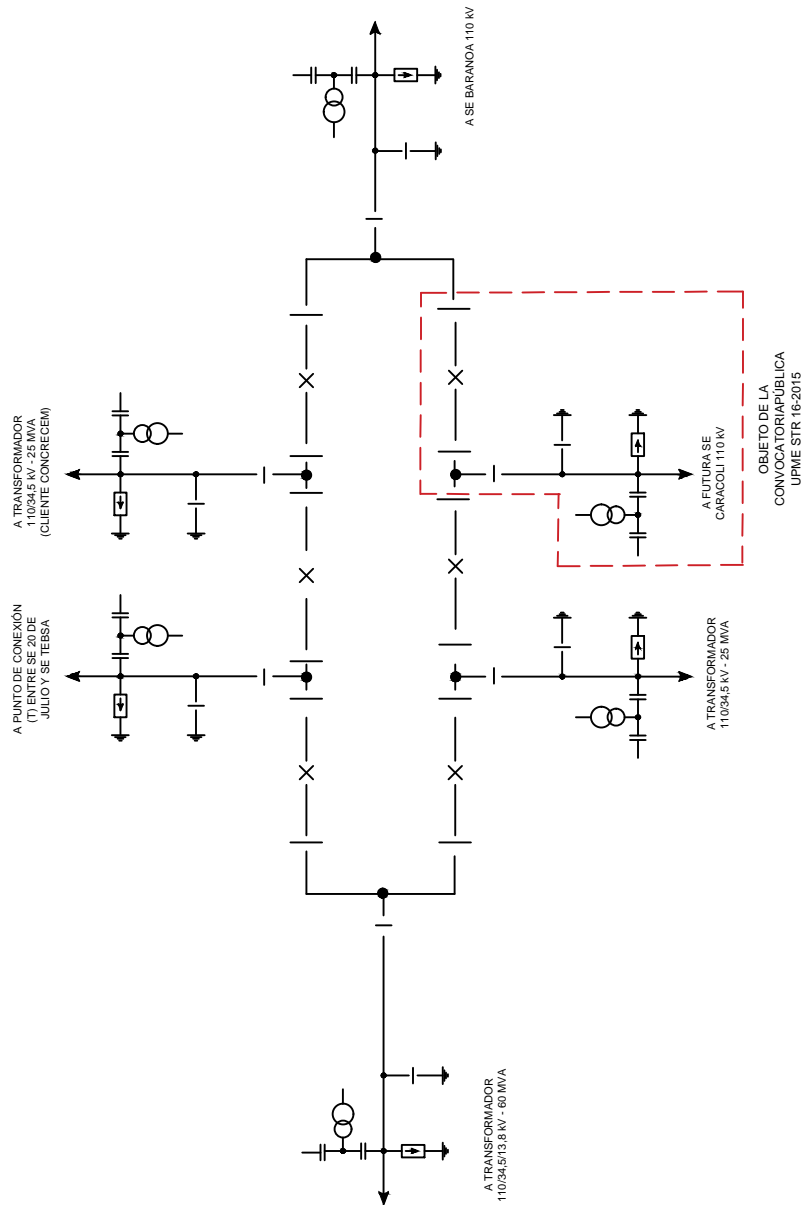 A SE BARANOA 110 kV
A TRANSFORMADOR
110/34,5 kV - 25 MVA
(CLIENTE CONCRECEM)
A PUNTO DE CONEXIÓN
(T) ENTRE SE 20 DE
JULIO Y SE TEBSA
A FUTURA SE
CARACOLI 110 kV
OBJETO DE LA
CONVOCATORIAPÚBLICA
UPME STR 16-2015
A TRANSFORMADOR
110/34,5 kV - 25 MVA
A TRANSFORMADOR
110/34,5/13,8 kV - 60 MVA